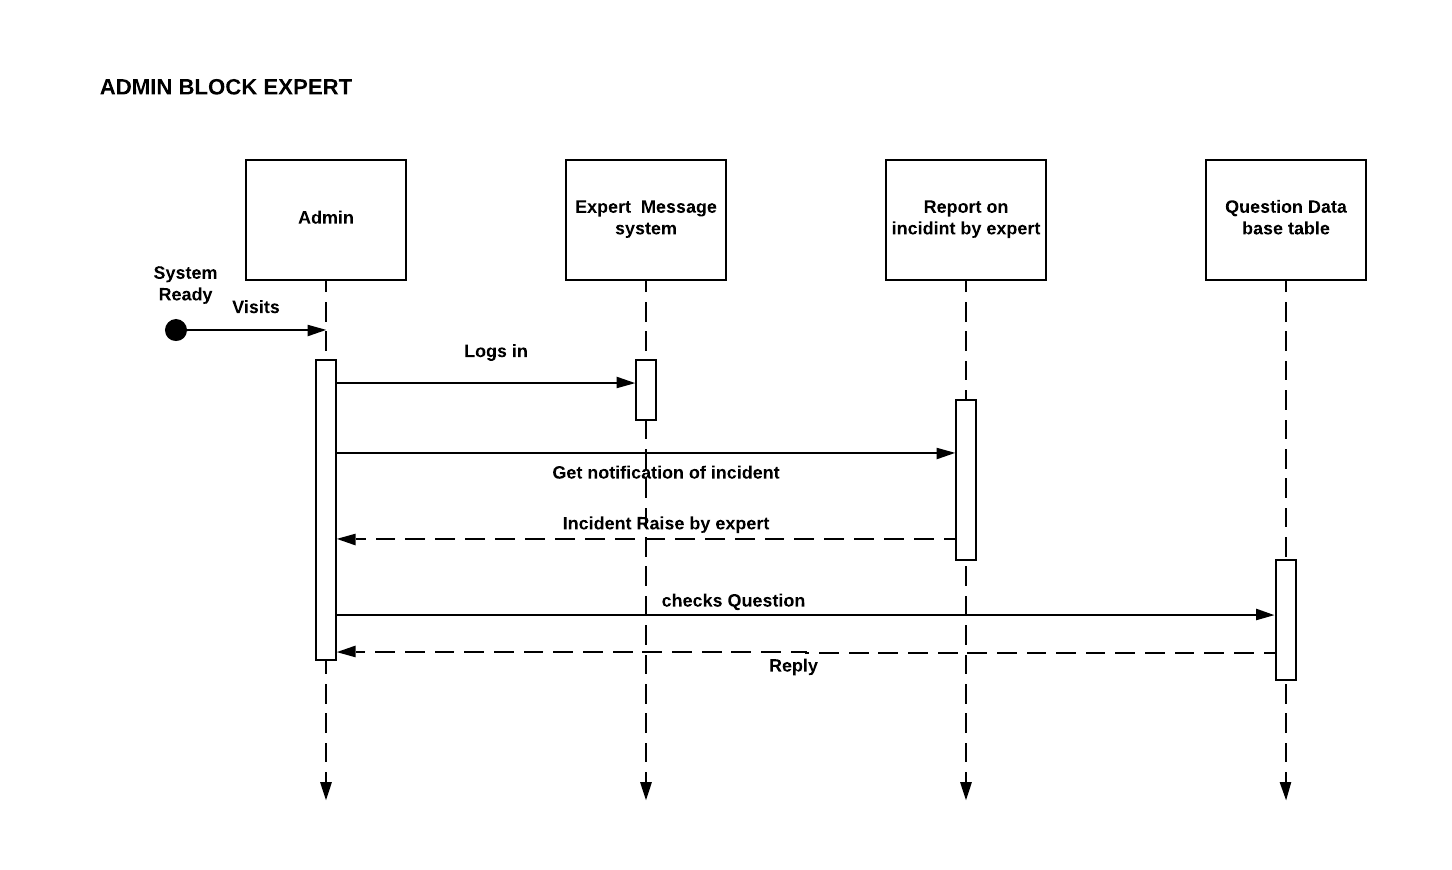 ADMIN BLOCK EXPERT
Admin
Expert  Message
system
Report on
incidint by expert
Question Data
base table
System
Ready
Visits
Logs in
Get notification of incident
Incident Raise by expert
checks Question
Reply